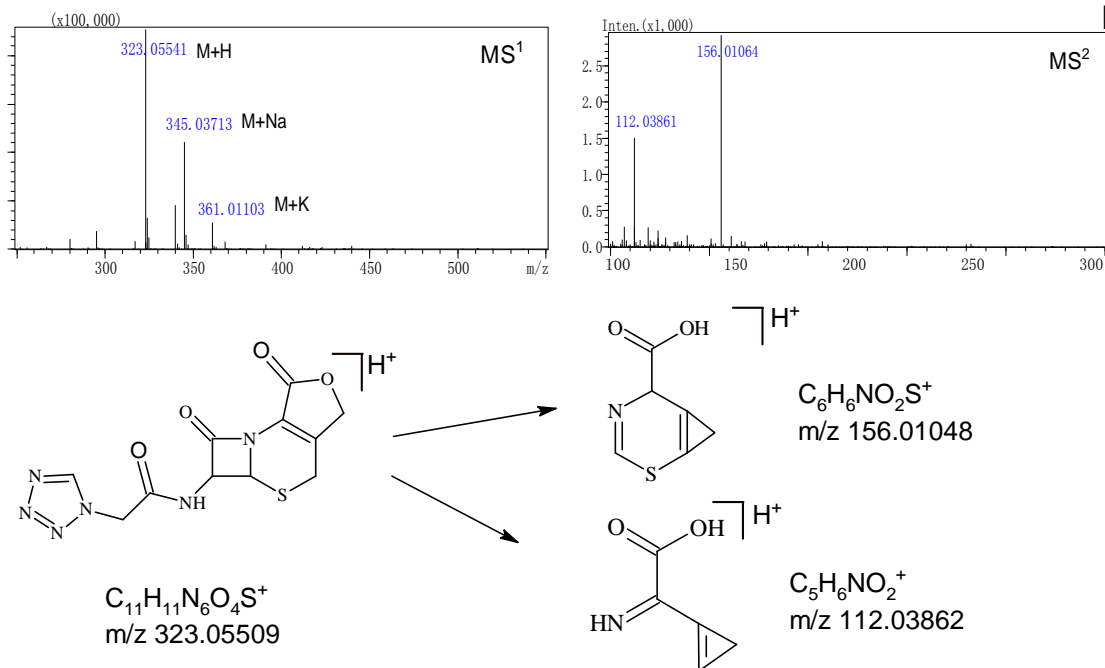 (x100,000)
323.05541 M+H
MS¹
345.03713 M+Na
361.01103 M+K
300 350 400 450 500 m/z
Inten.(x1,000)
156.01064
MS²
2.5
2.0
112.03861
1.5
1.0
0.5
0.0
100 150 200 250 300
O O H⁺
O N
O
N N N N NH S
C₁₁H₁₁N₆O₄S⁺
m/z 323.05509
O OH H⁺
N
S
C₆H₆NO₂S⁺
m/z 156.01048
O OH H⁺
HN
C₅H₆NO₂⁺
m/z 112.03862